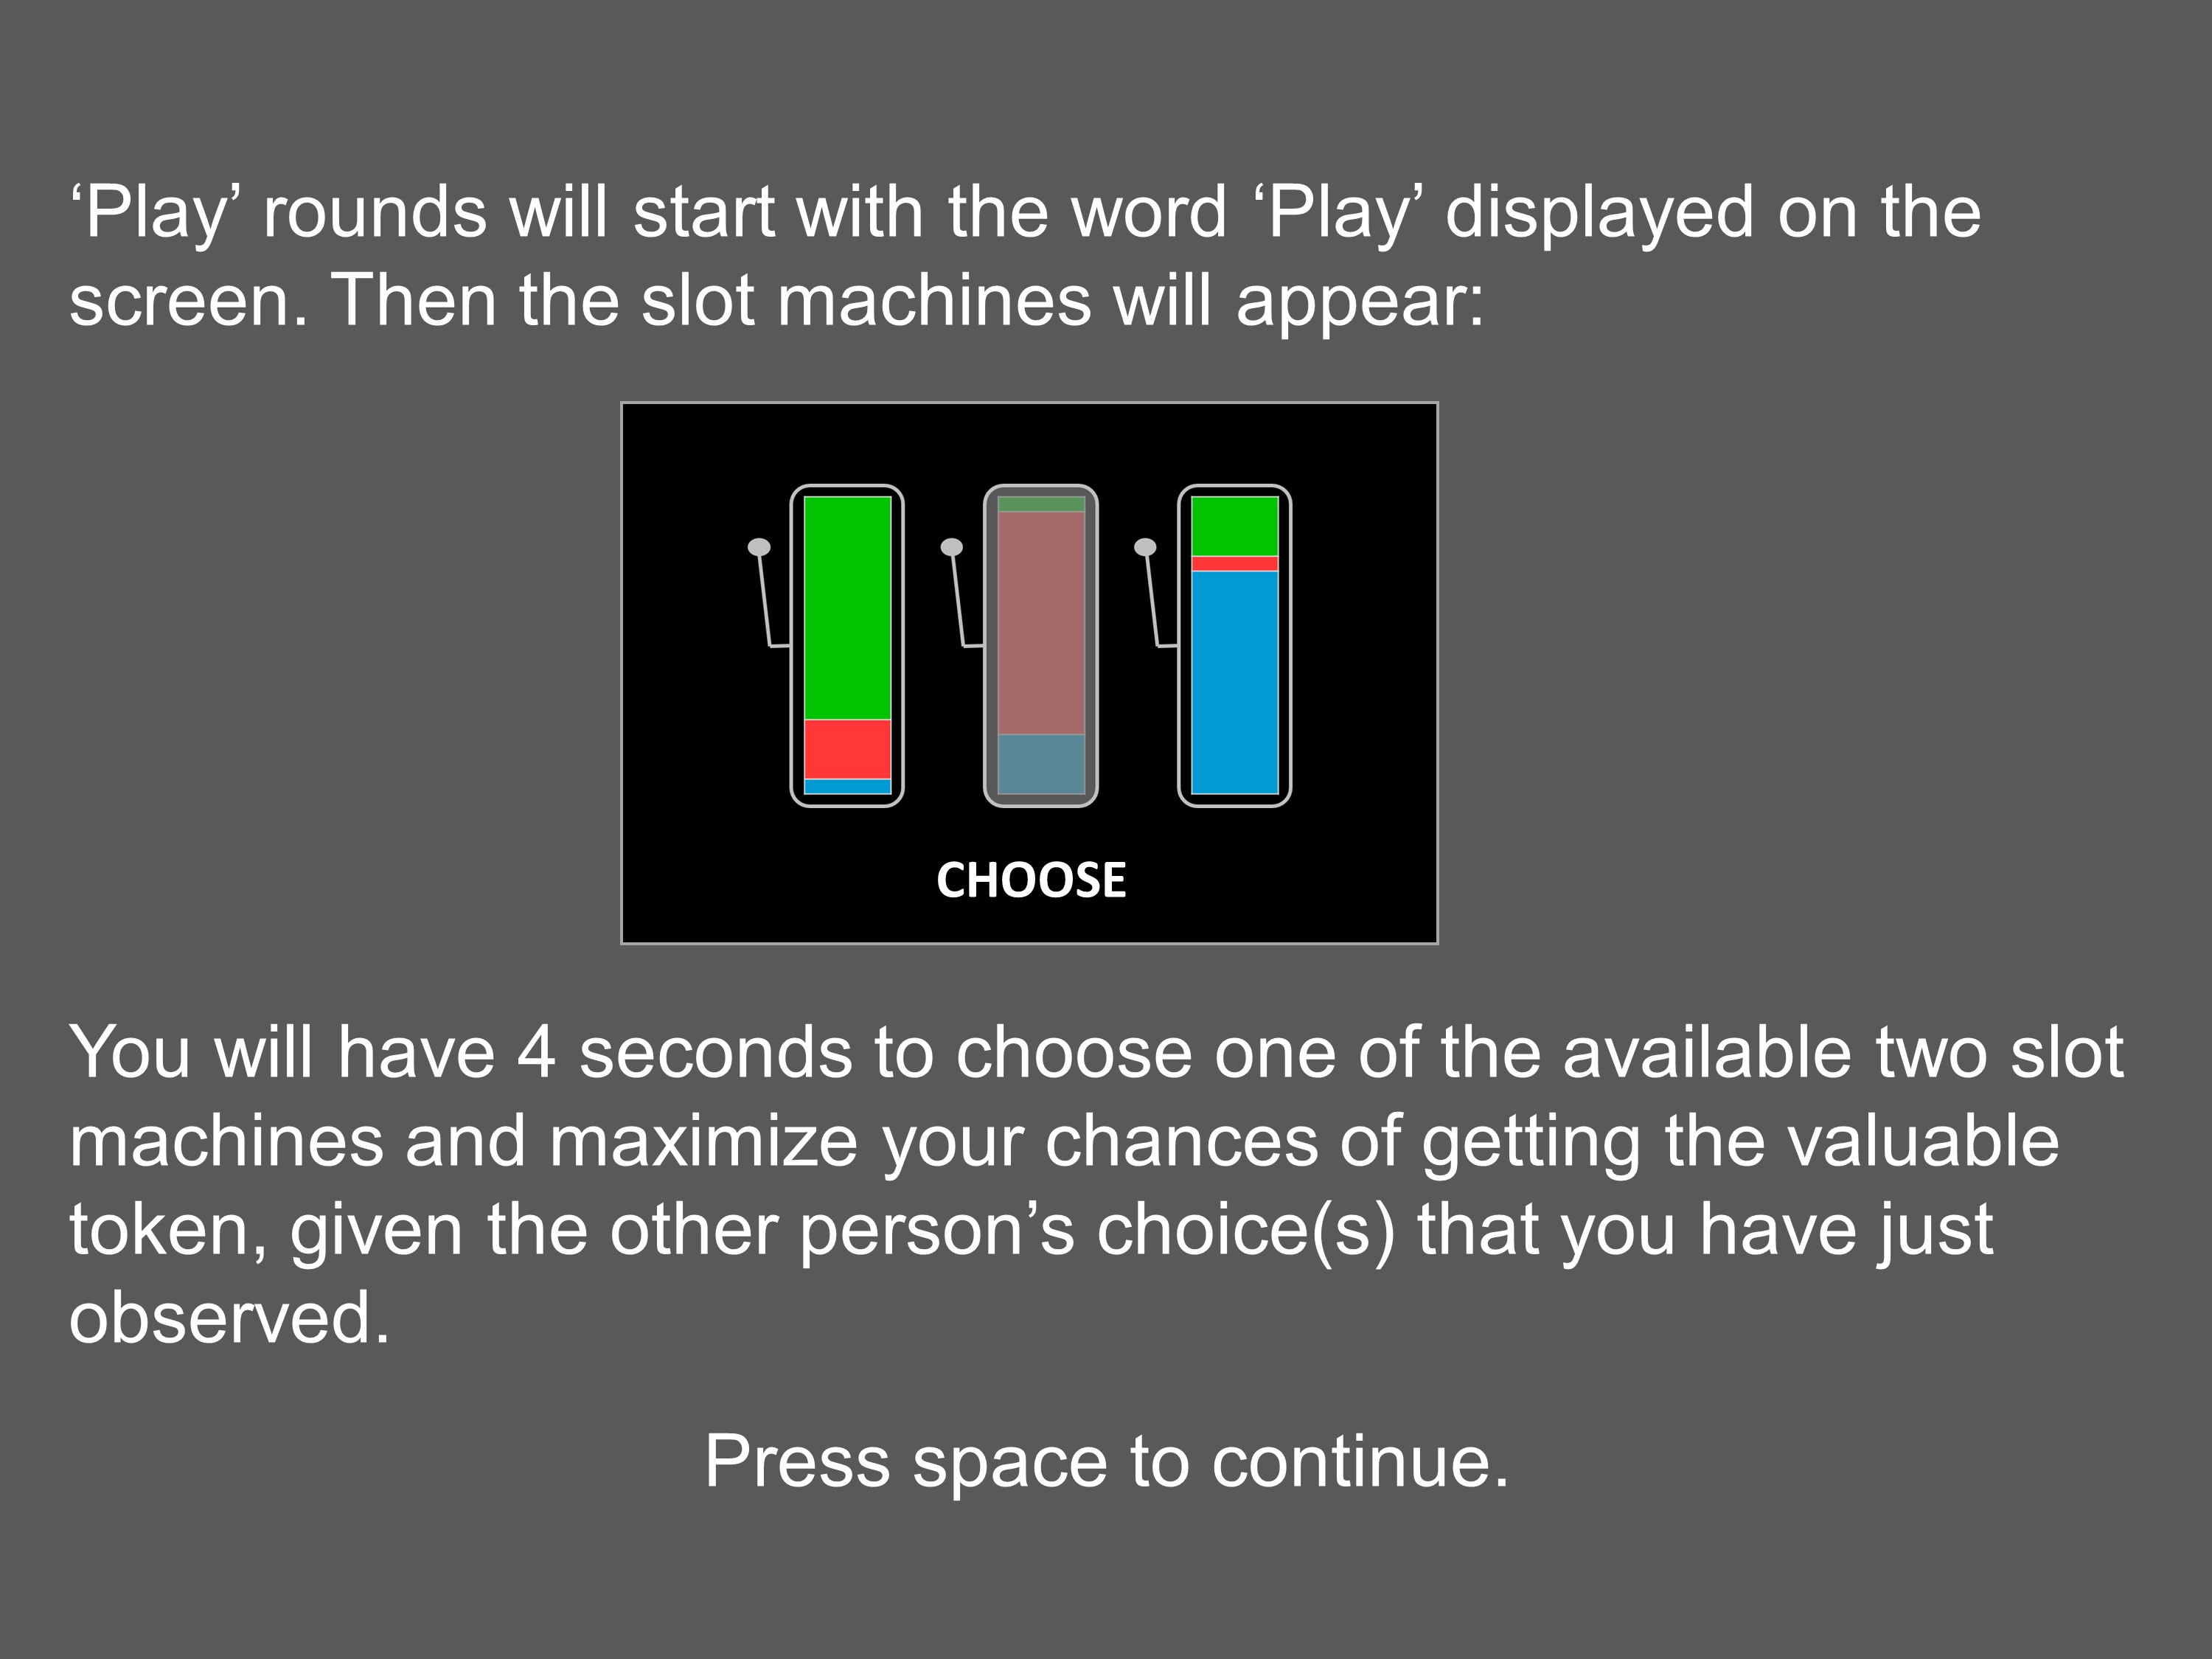 ‘Play’ rounds will start with the word ‘Play’ displayed on the
screen. Then the slot machines will appear:
CHOOSE
You will have 4 seconds to choose one of the available two slot
machines and maximize your chances of getting the valuable
token, given the other person’s choice(s) that you have just
observed.
Press space to continue.